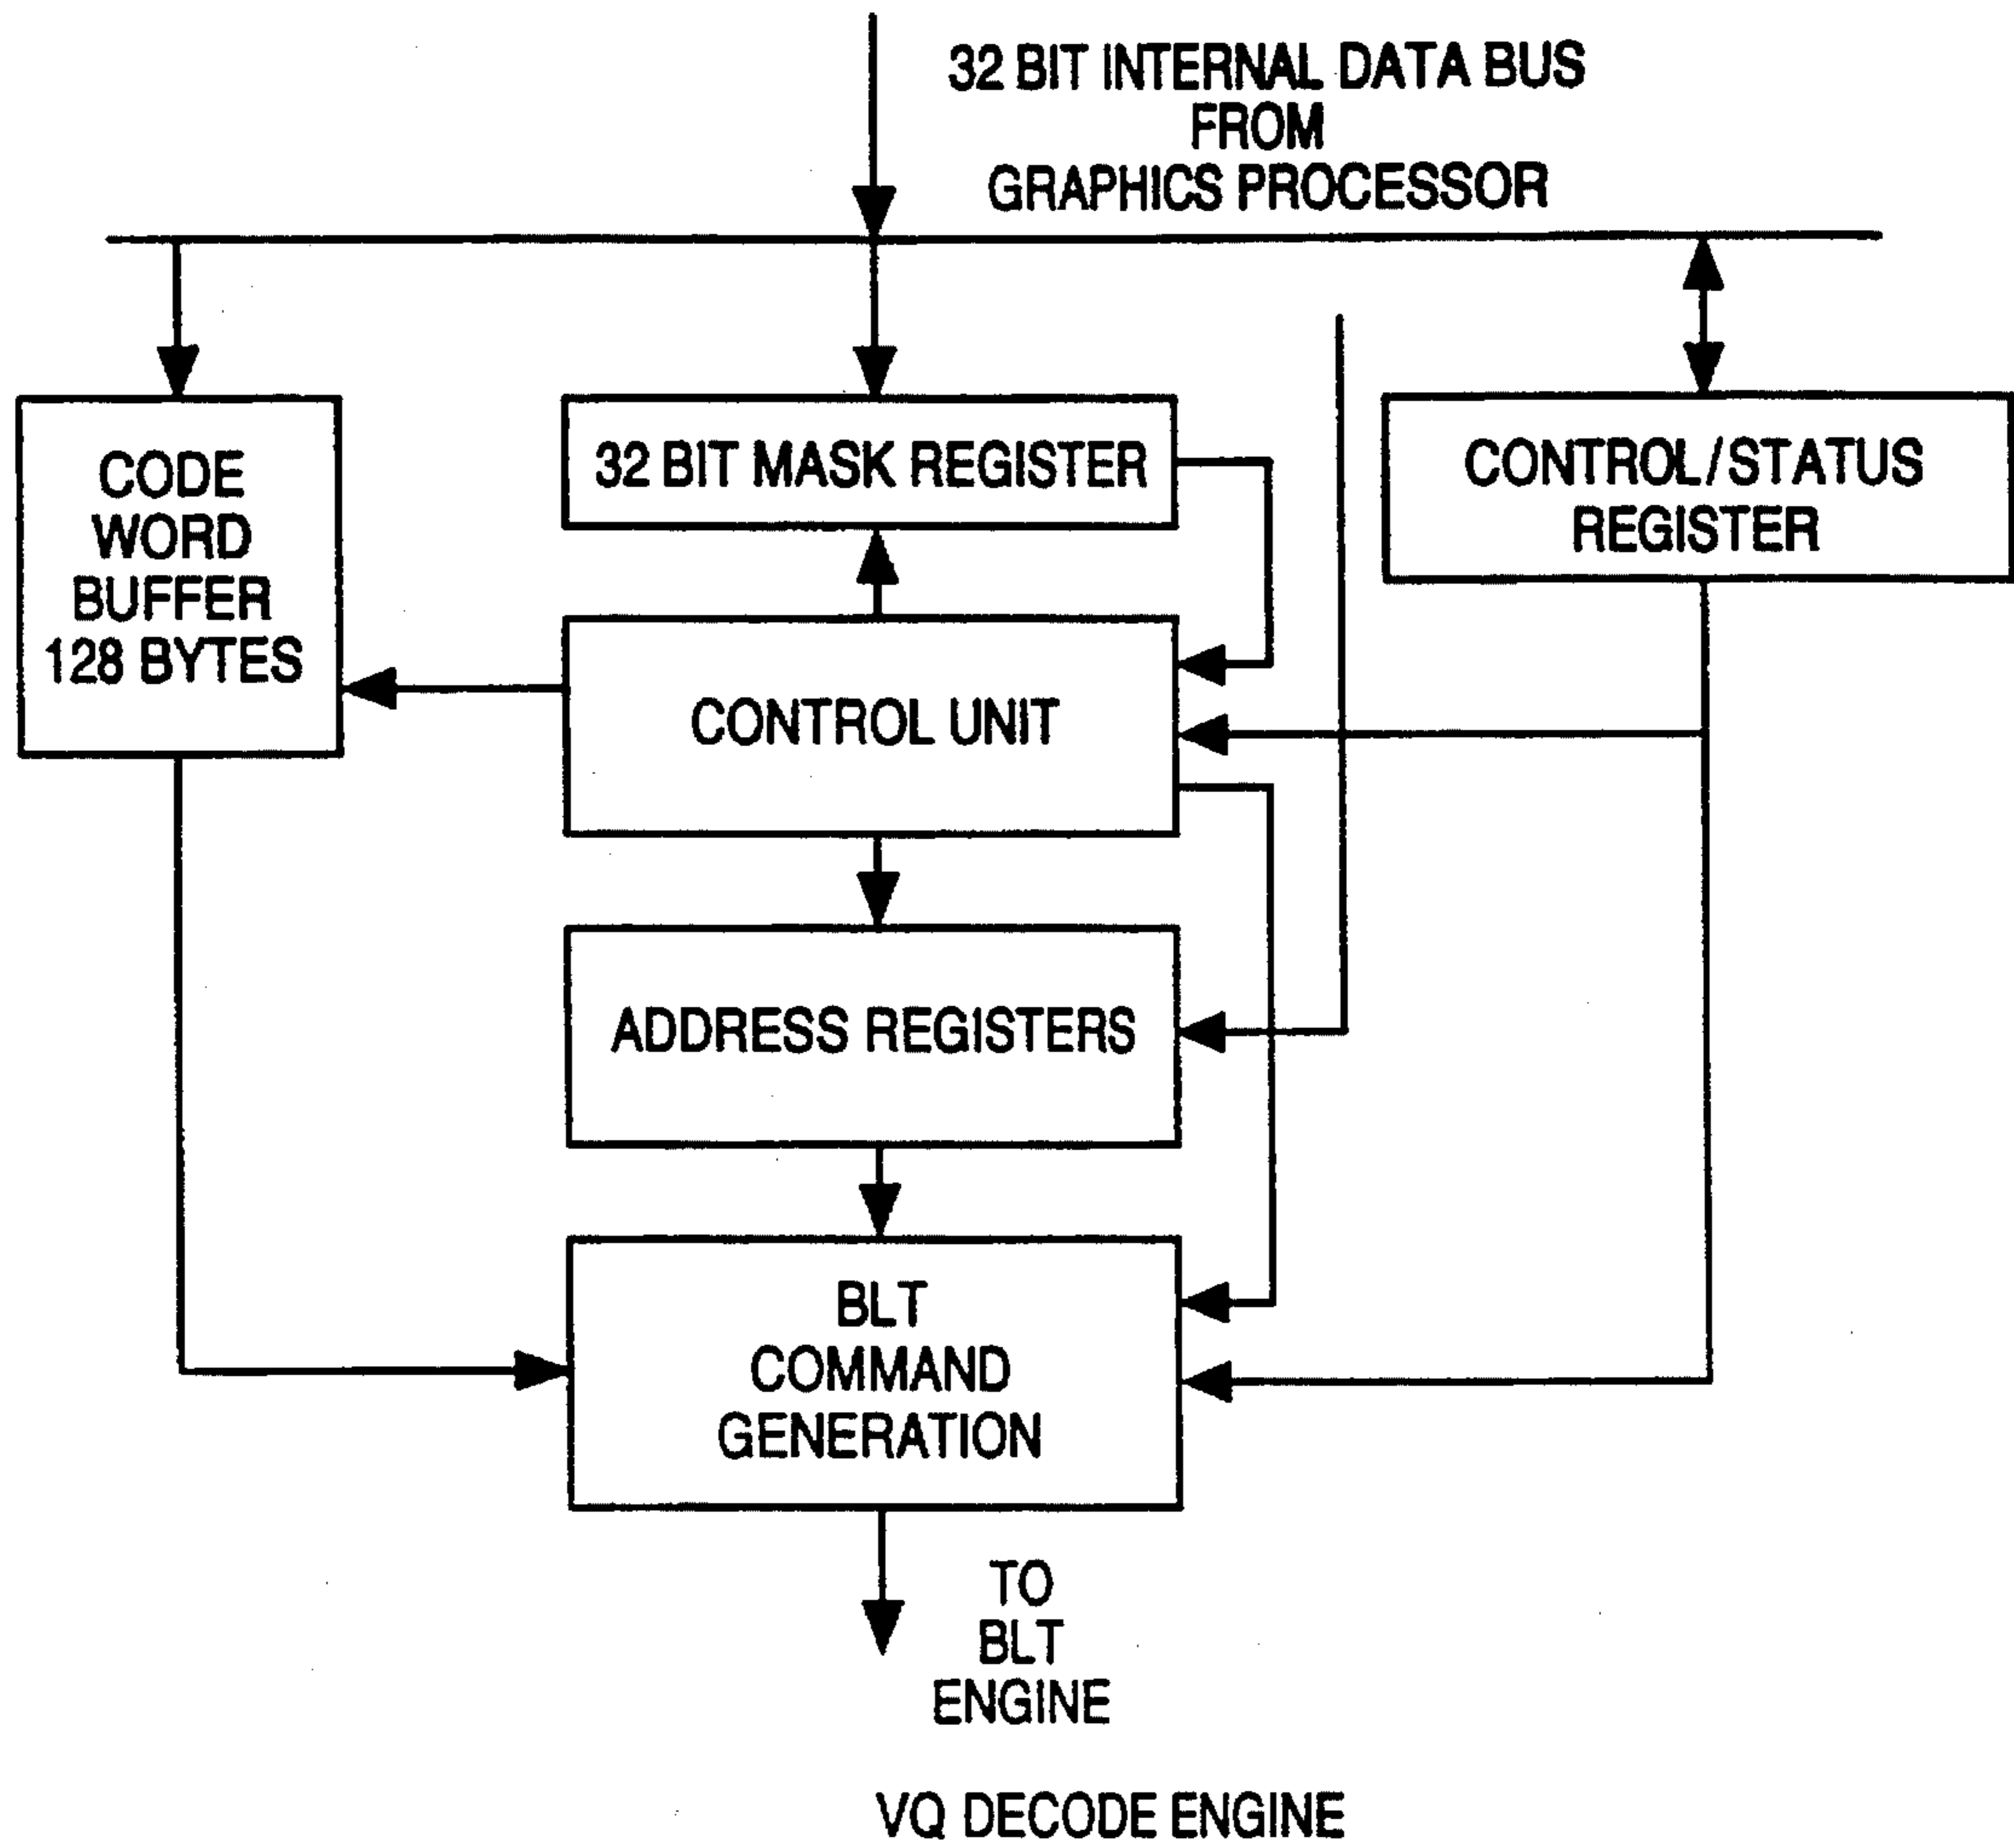 32 BIT INTERNAL DATA BUS
FROM
GRAPHICS PROCESSOR
CODE
WORD
BUFFER
128 BYTES
32 BIT MASK REGISTER
CONTROL/STATUS
REGISTER
CONTROL UNIT
ADDRESS REGISTERS
BLT
COMMAND
GENERATION
TO
BLT
ENGINE
VQ DECODE ENGINE